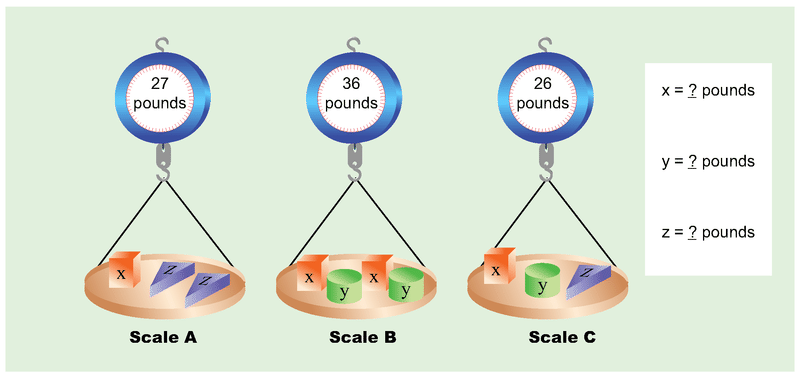 27
pounds
36
pounds
26
pounds
x = ? pounds
y = ? pounds
z = ? pounds
x
z
z
x
y
x
y
x
y
z
Scale A
Scale B
Scale C